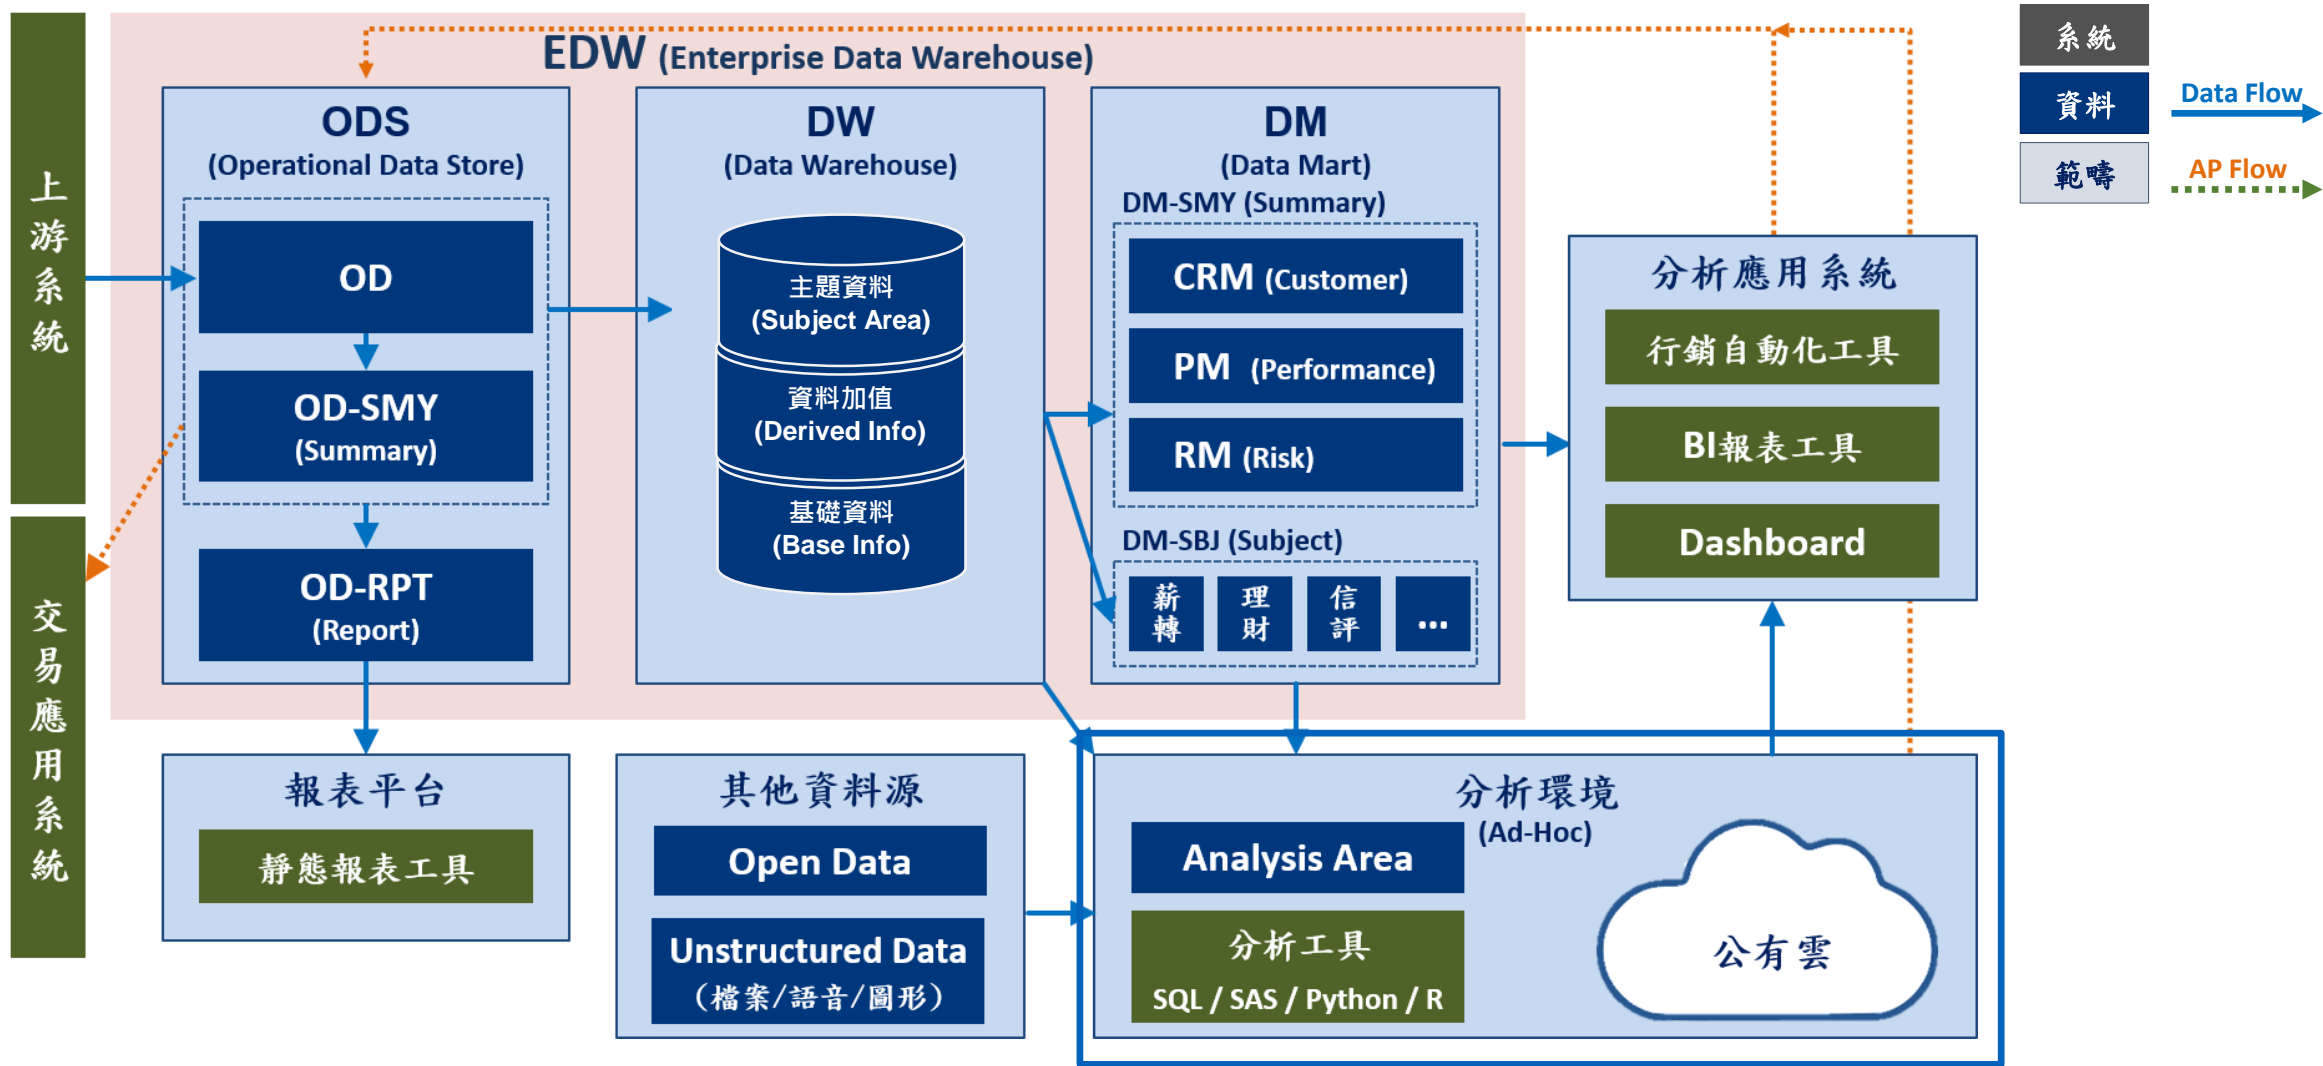 上游系統
交易應用系統
EDW (Enterprise Data Warehouse)
ODS
(Operational Data Store)
OD
OD-SMY
(Summary)
OD-RPT
(Report)
DW
(Data Warehouse)
主題資料
(Subject Area)
資料加值
(Derived Info)
基礎資料
(Base Info)
DM
(Data Mart)
DM-SMY (Summary)
CRM (Customer)
PM (Performance)
RM (Risk)
DM-SBJ (Subject)
薪轉
理財
信評
...
分析應用系統
行銷自動化工具
BI報表工具
Dashboard
系統
資料
範疇
Data Flow
AP Flow
報表平台
靜態報表工具
其他資料源
Open Data
Unstructured Data
（檔案/語音/圖形）
分析環境
(Ad-Hoc)
Analysis Area
分析工具
SQL / SAS / Python / R
公有雲